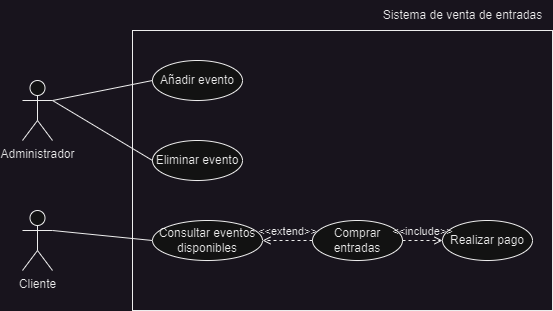 Sistema de venta de entradas
Añadir evento
Administrador
Eliminar evento
Consultar eventos
disponibles
<<extend>>
Comprar
entradas
<<include>>
Realizar pago
Cliente